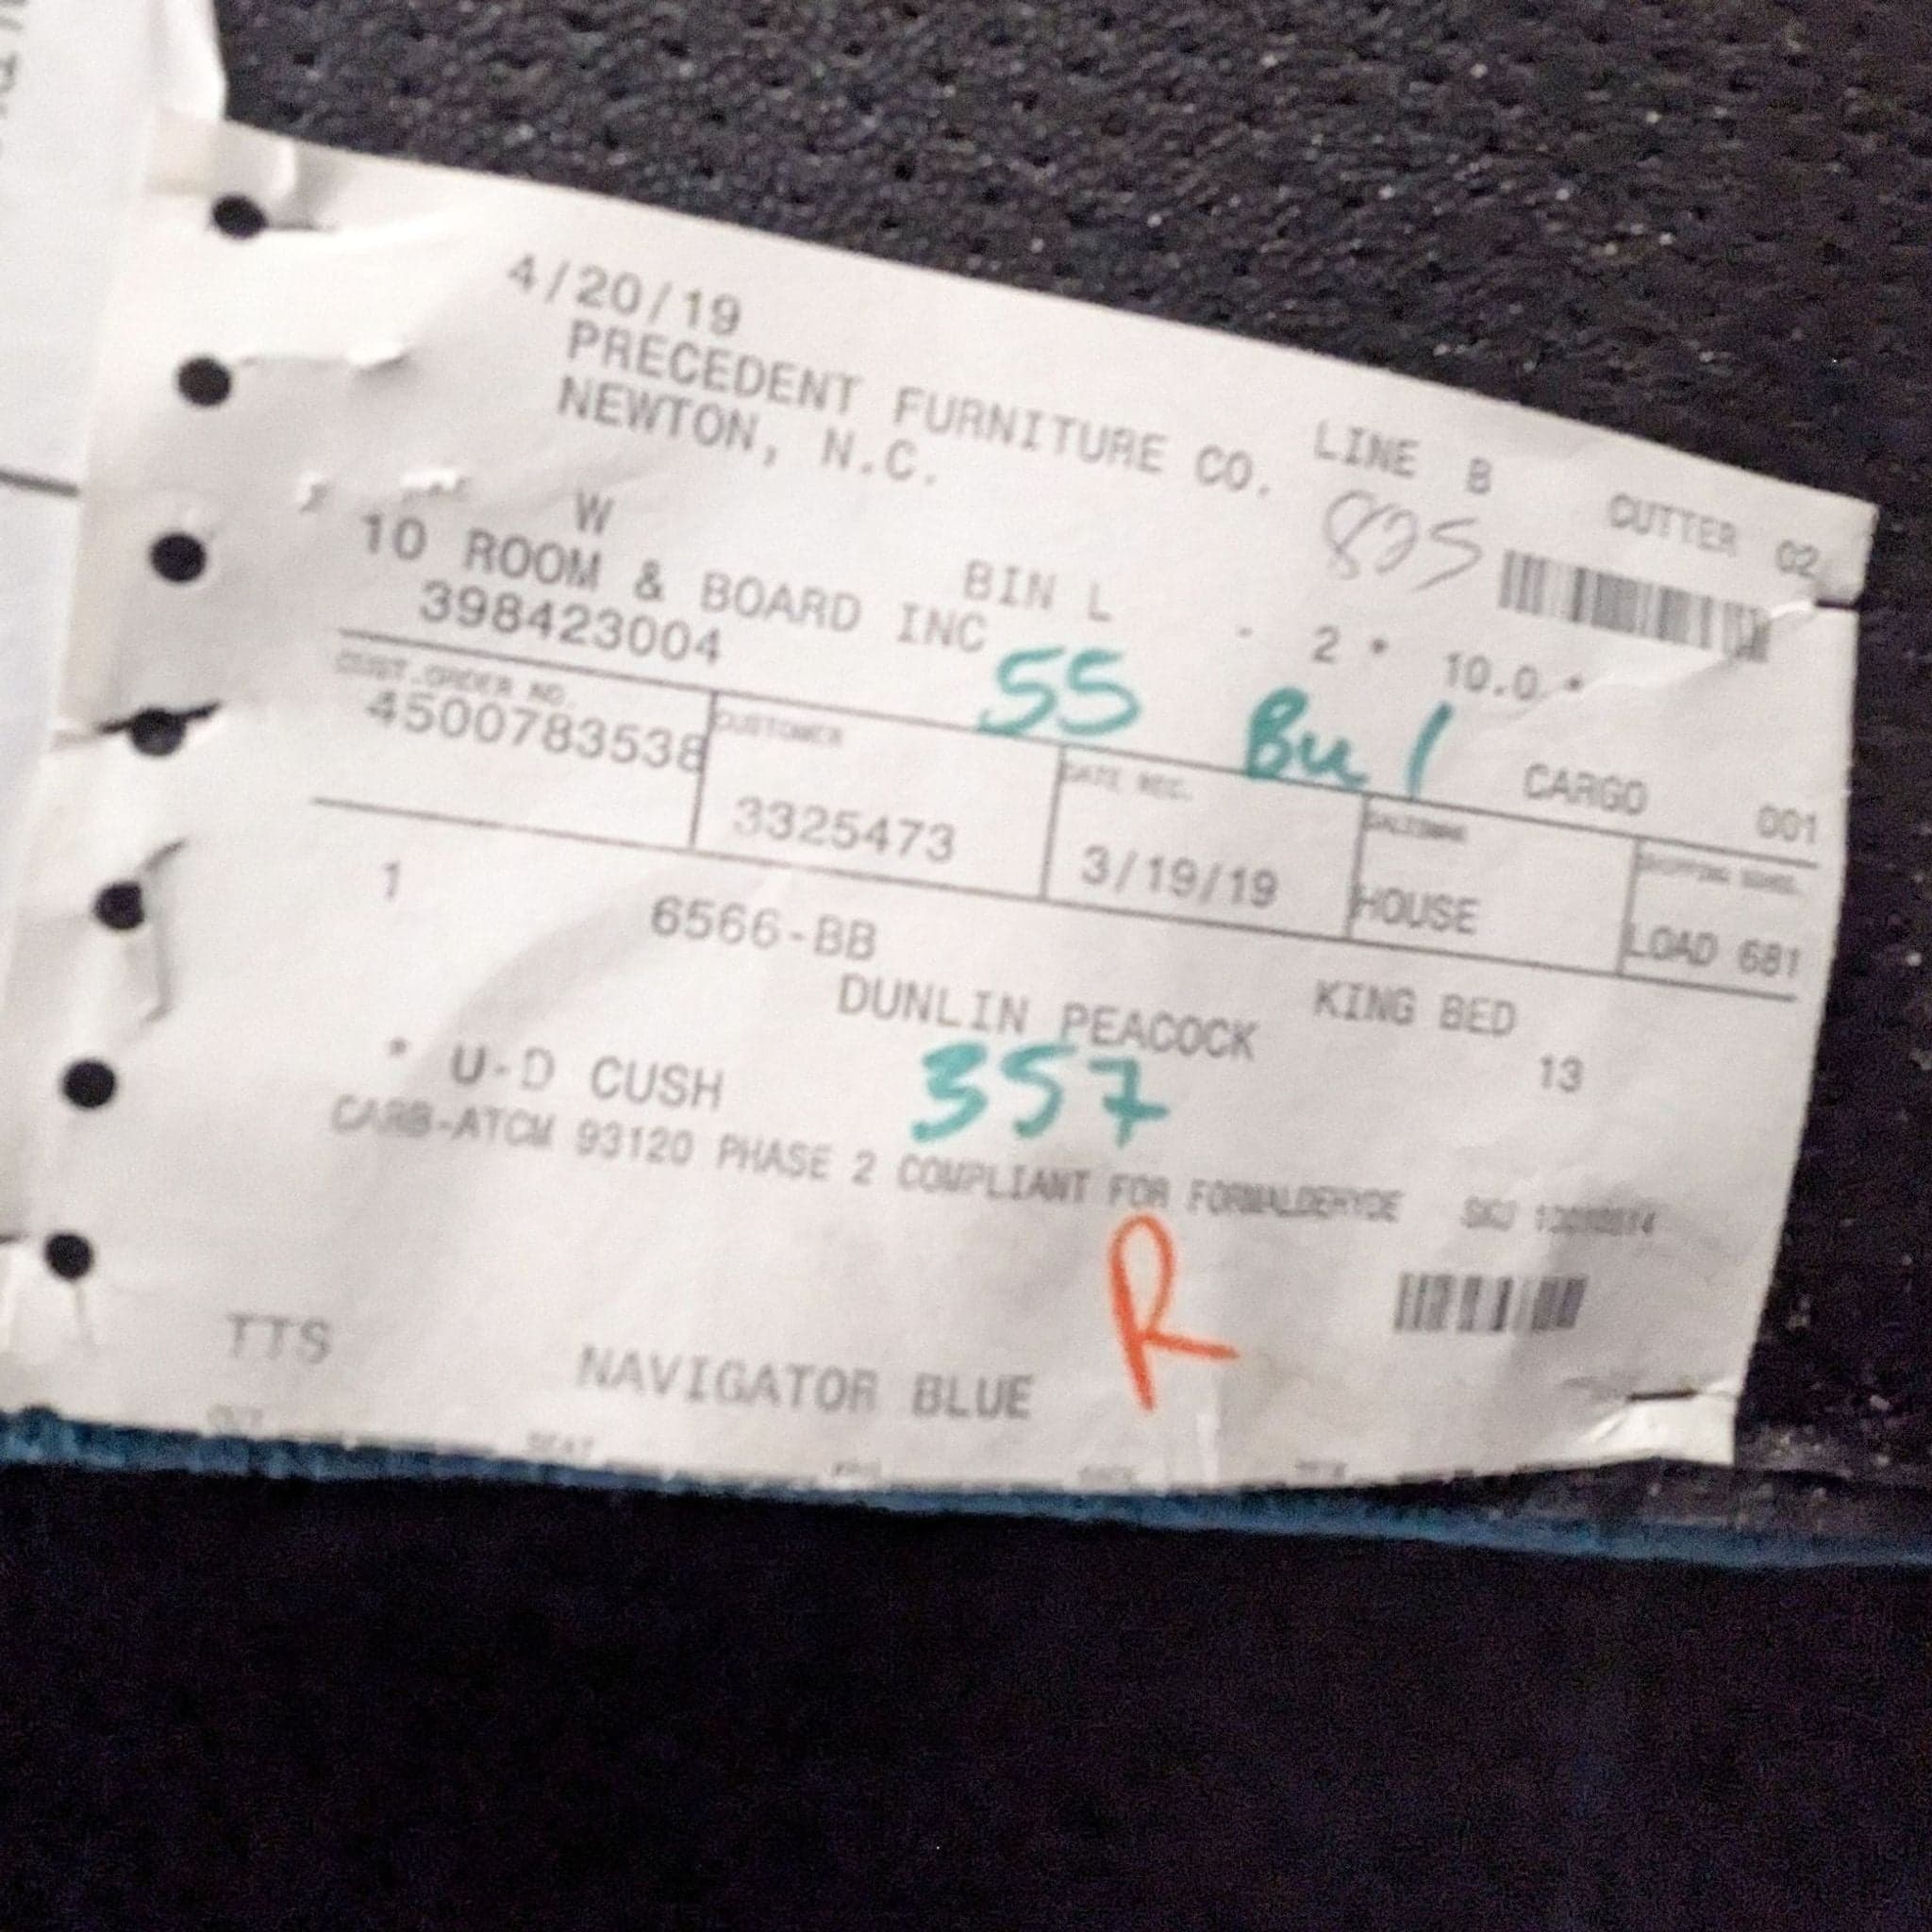 4/20/19
PRECEDENT FURNITURE CO. LINE B CUTTER 02
NEWTON, N.C.
W BIN L
10 ROOM & BOARD INC - 2 * 10.0 *
398423004 55 Bu 1 CARGO 001
CUST.ORDER NO. CUSTOMER DATE REC. SALESMAN
4500783538 3325473 3/19/19 HOUSE LOAD 681
1 6566-BB KING BED
DUNLIN PEACOCK 13
* U-D CUSH 357
CARB-ATCM 93120 PHASE 2 COMPLIANT FOR FORMALDEHYDE SKU
R
TTS NAVIGATOR BLUE
SEAT